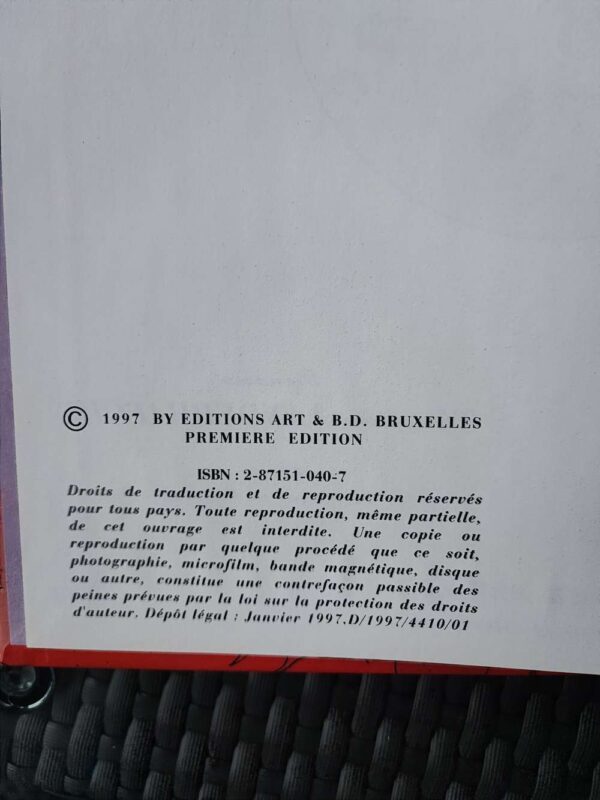 © 1997 BY EDITIONS ART & B.D. BRUXELLES
PREMIERE EDITION
ISBN : 2-87151-040-7
Droits de traduction et de reproduction réservés
pour tous pays. Toute reproduction, même partielle,
de cet ouvrage est interdite. Une copie ou
reproduction par quelque procédé que ce soit,
photographie, microfilm, bande magnétique, disque
ou autre, constitue une contrefaçon passible des
peines prévues par la loi sur la protection des droits
d'auteur. Dépôt légal : Janvier 1997.D/1997/4410/01